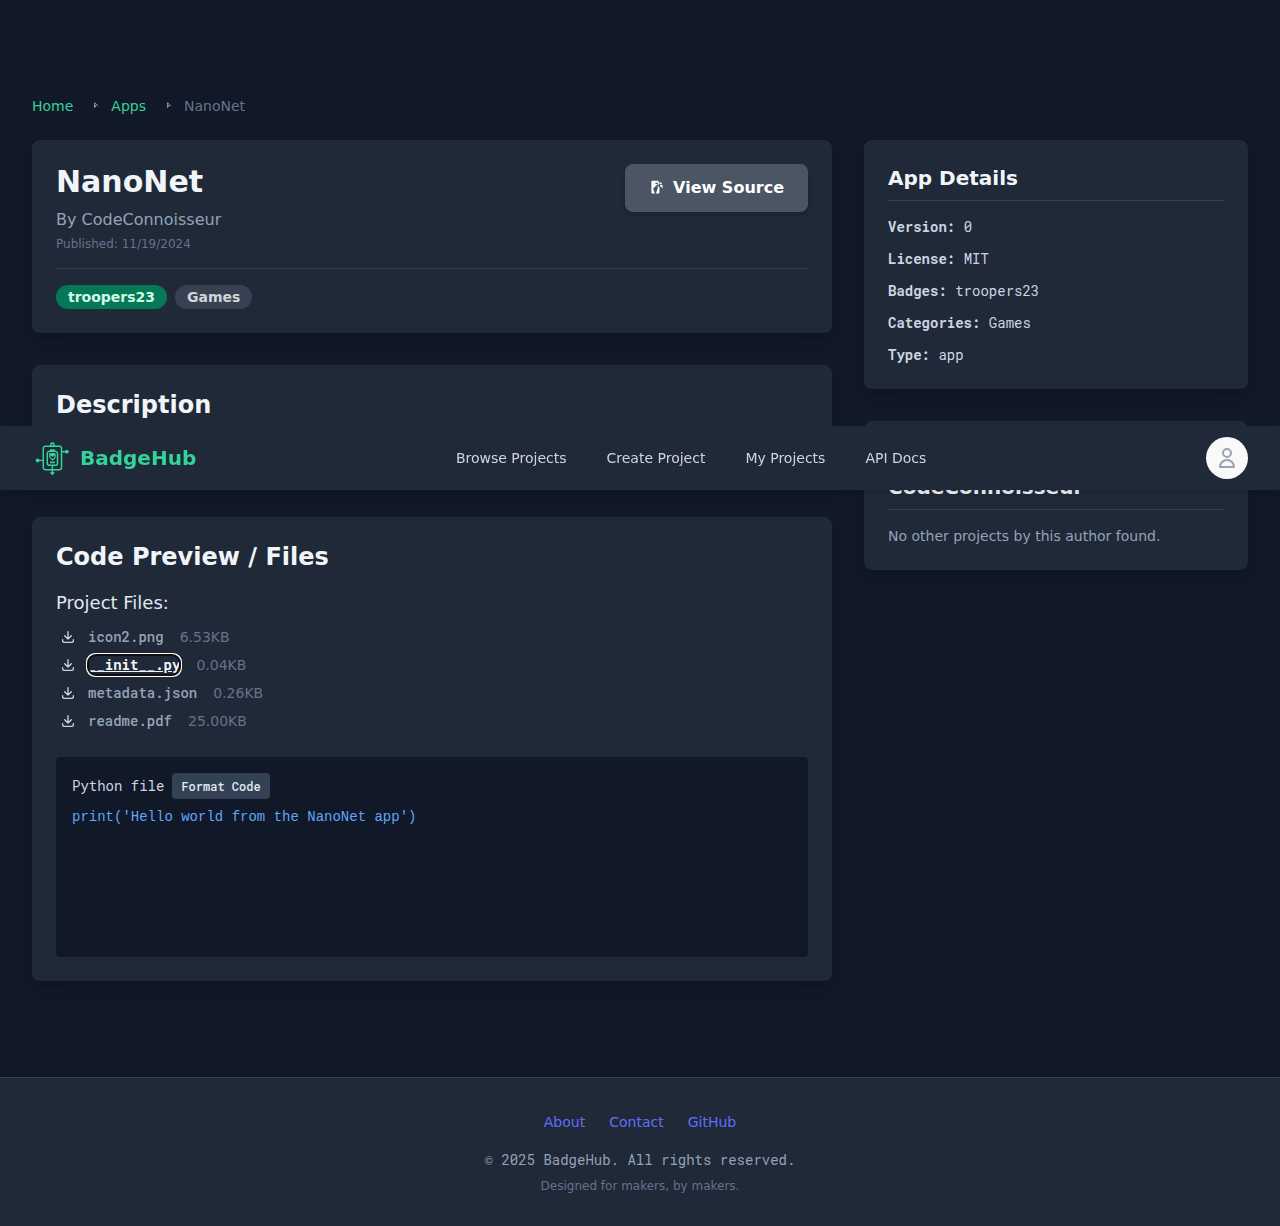 Home Apps NanoNet
NanoNet
View Source
By CodeConnoisseur
Published: 11/19/2024
troopers23 Games
Description
App Details
Version: 0
License: MIT
Badges: troopers23
Categories: Games
Type: app
BadgeHub
Browse Projects Create Project My Projects API Docs
CodeConnoisseur
No other projects by this author found.
Code Preview / Files
Project Files:
icon2.png 6.53KB
__init__.py 0.04KB
metadata.json 0.26KB
readme.pdf 25.00KB
Python file Format Code
print('Hello world from the NanoNet app')
About Contact GitHub
© 2025 BadgeHub. All rights reserved.
Designed for makers, by makers.